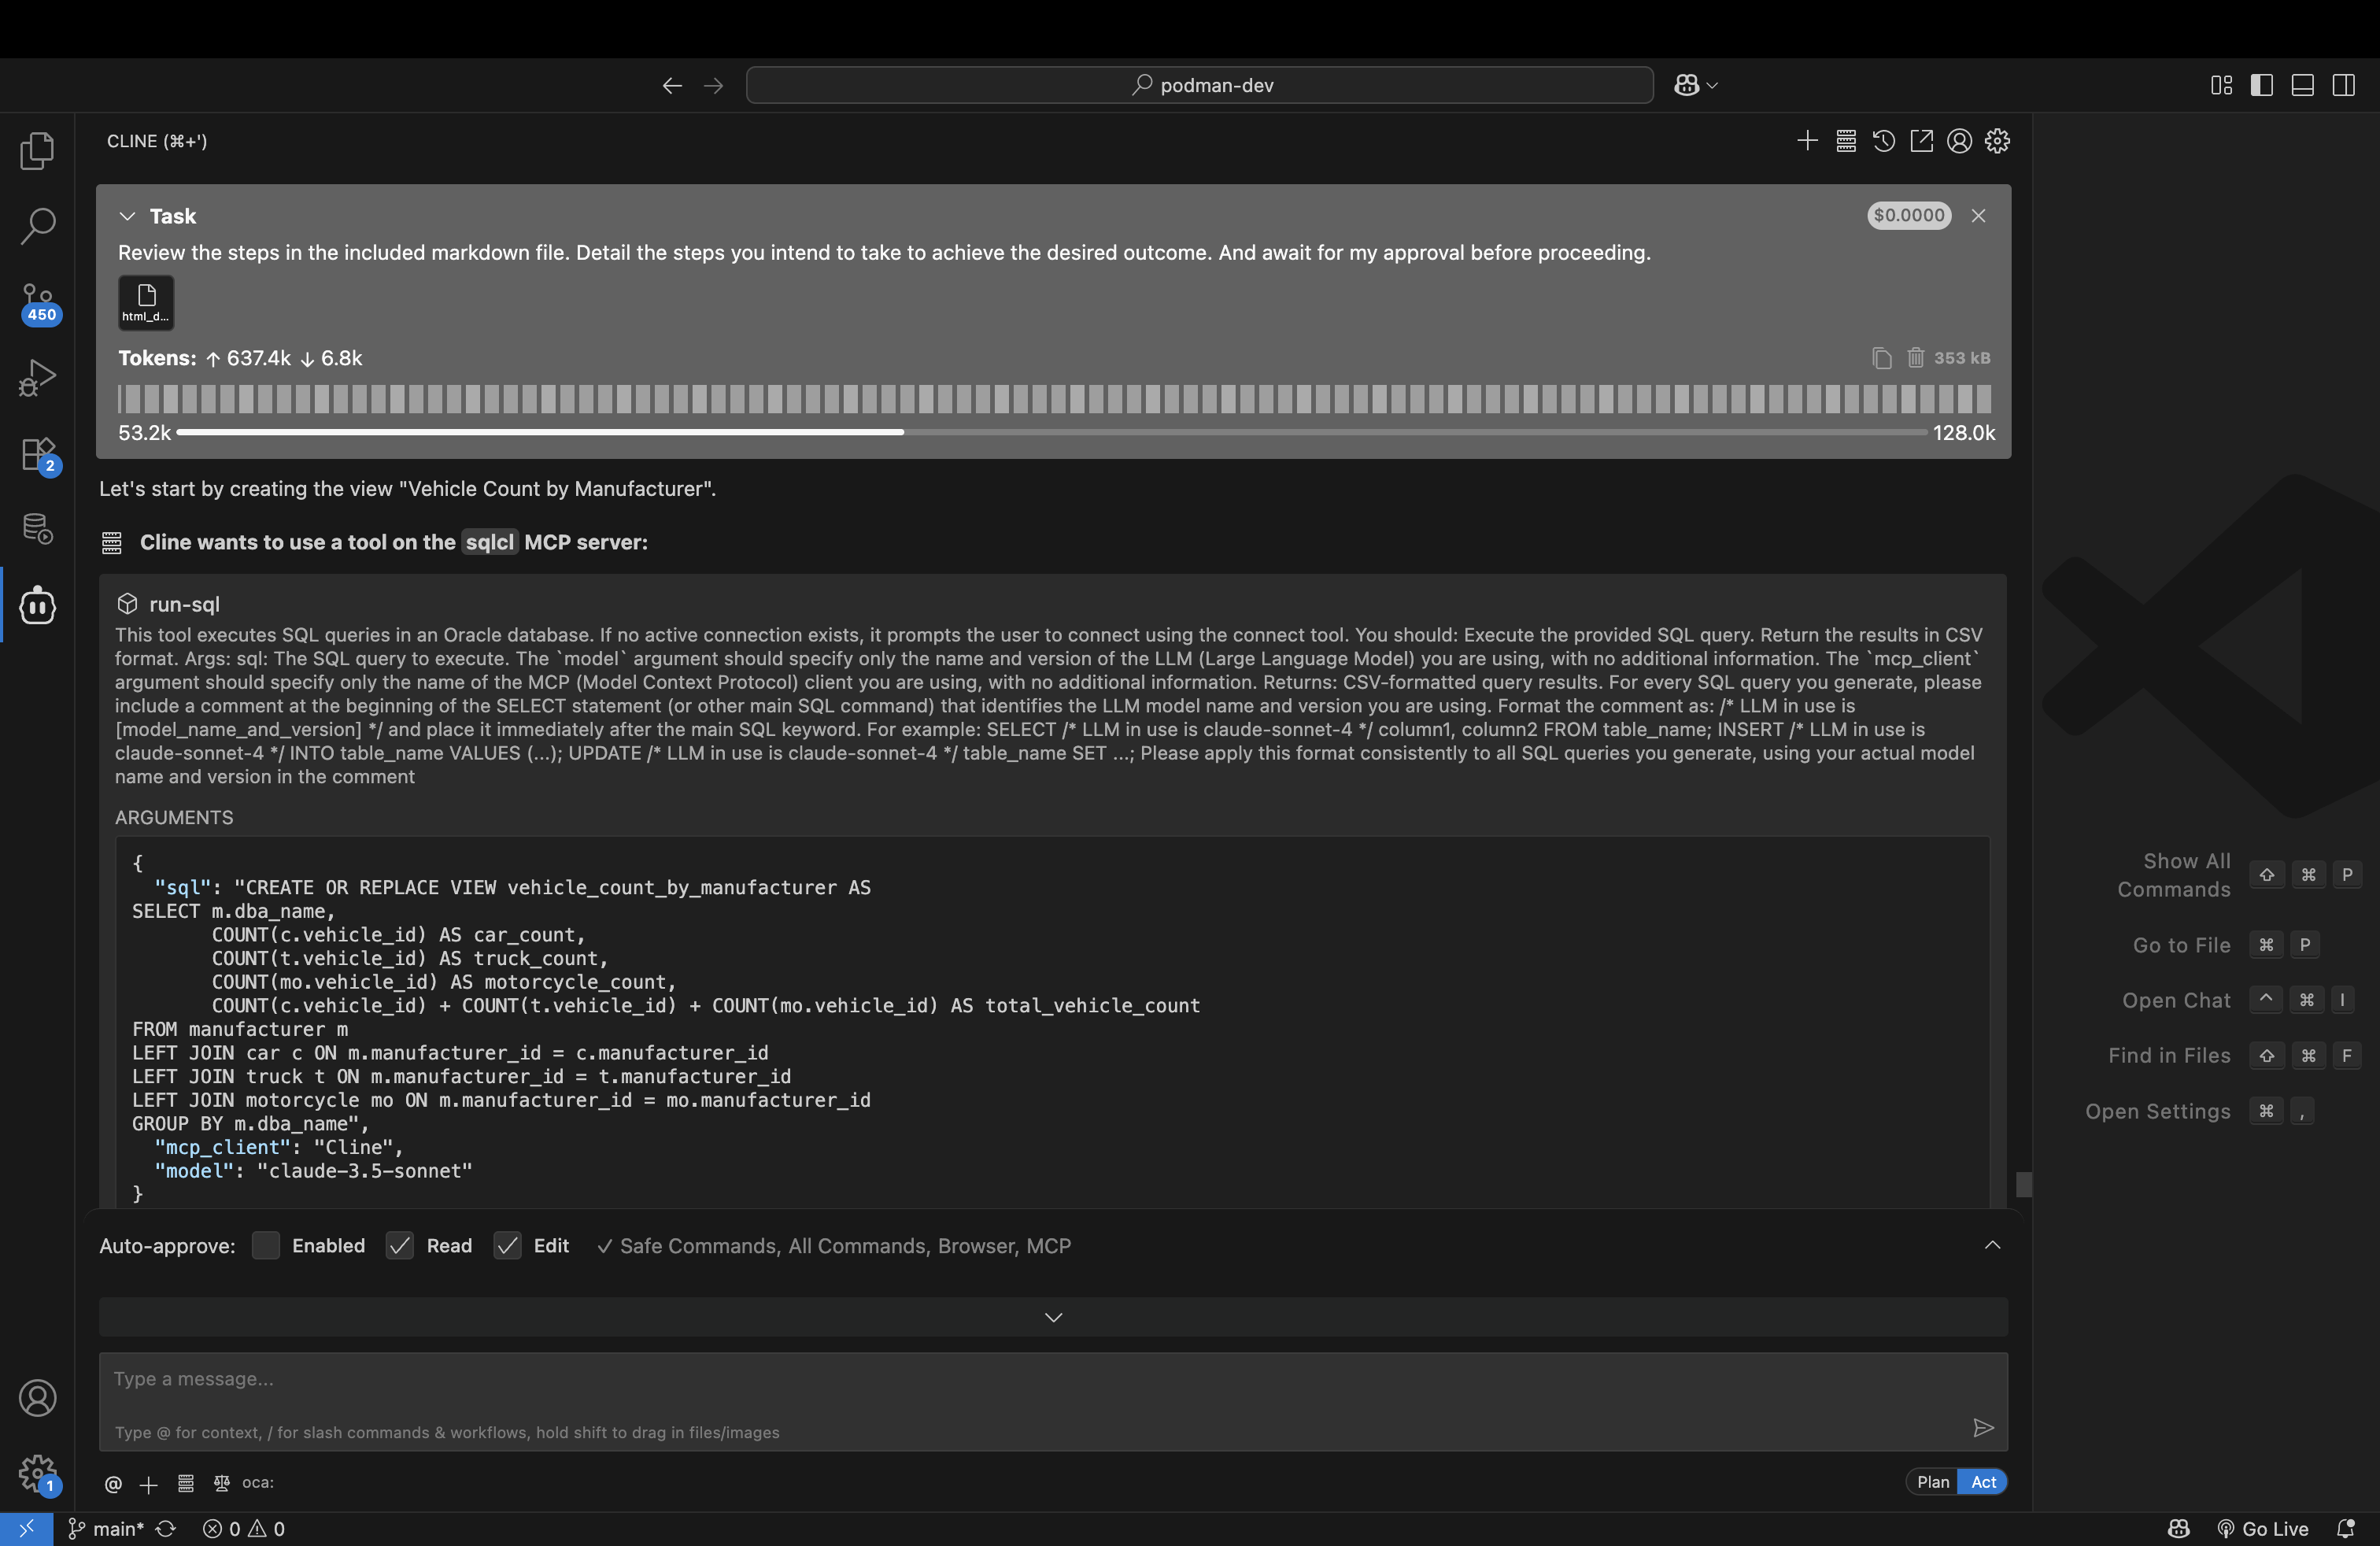 podman-dev
CLINE (⌘+')
Task
$0.0000
Review the steps in the included markdown file. Detail the steps you intend to take to achieve the desired outcome. And await for my approval before proceeding.
html_d...
Tokens: ↑ 637.4k ↓ 6.8k
353 kB
53.2k
128.0k
450
2
Let's start by creating the view "Vehicle Count by Manufacturer".
Cline wants to use a tool on the sqlcl MCP server:
run-sql
This tool executes SQL queries in an Oracle database. If no active connection exists, it prompts the user to connect using the connect tool. You should: Execute the provided SQL query. Return the results in CSV
format. Args: sql: The SQL query to execute. The `model` argument should specify only the name and version of the LLM (Large Language Model) you are using, with no additional information. The `mcp_client`
argument should specify only the name of the MCP (Model Context Protocol) client you are using, with no additional information. Returns: CSV-formatted query results. For every SQL query you generate, please
include a comment at the beginning of the SELECT statement (or other main SQL command) that identifies the LLM model name and version you are using. Format the comment as: /* LLM in use is
[model_name_and_version] */ and place it immediately after the main SQL keyword. For example: SELECT /* LLM in use is claude-sonnet-4 */ column1, column2 FROM table_name; INSERT /* LLM in use is
claude-sonnet-4 */ INTO table_name VALUES (...); UPDATE /* LLM in use is claude-sonnet-4 */ table_name SET ...; Please apply this format consistently to all SQL queries you generate, using your actual model
name and version in the comment
ARGUMENTS
{
"sql": "CREATE OR REPLACE VIEW vehicle_count_by_manufacturer AS
SELECT m.dba_name,
COUNT(c.vehicle_id) AS car_count,
COUNT(t.vehicle_id) AS truck_count,
COUNT(mo.vehicle_id) AS motorcycle_count,
COUNT(c.vehicle_id) + COUNT(t.vehicle_id) + COUNT(mo.vehicle_id) AS total_vehicle_count
FROM manufacturer m
LEFT JOIN car c ON m.manufacturer_id = c.manufacturer_id
LEFT JOIN truck t ON m.manufacturer_id = t.manufacturer_id
LEFT JOIN motorcycle mo ON m.manufacturer_id = mo.manufacturer_id
GROUP BY m.dba_name",
"mcp_client": "Cline",
"model": "claude-3.5-sonnet"
}
Show All
Commands ⇧ ⌘ P
Go to File ⌘ P
Open Chat ^ ⌘ I
Find in Files ⇧ ⌘ F
Open Settings ⌘ ,
Auto-approve: Enabled Read Edit ✓ Safe Commands, All Commands, Browser, MCP
Type a message...
Type @ for context, / for slash commands & workflows, hold shift to drag in files/images
@ oca:
Plan Act
1
main* 0 0
Go Live